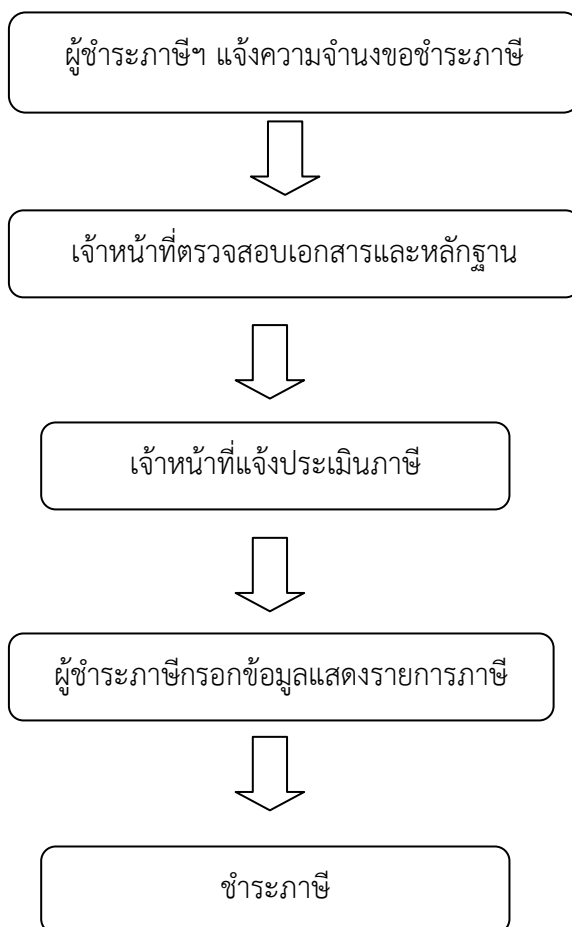 ผู้ชำระภาษีฯ แจ้งความจำนงขอชำระภาษี
เจ้าหน้าที่ตรวจสอบเอกสารและหลักฐาน
เจ้าหน้าที่แจ้งประเมินภาษี
ผู้ชำระภาษีกรอกข้อมูลแสดงรายการภาษี
ชำระภาษี